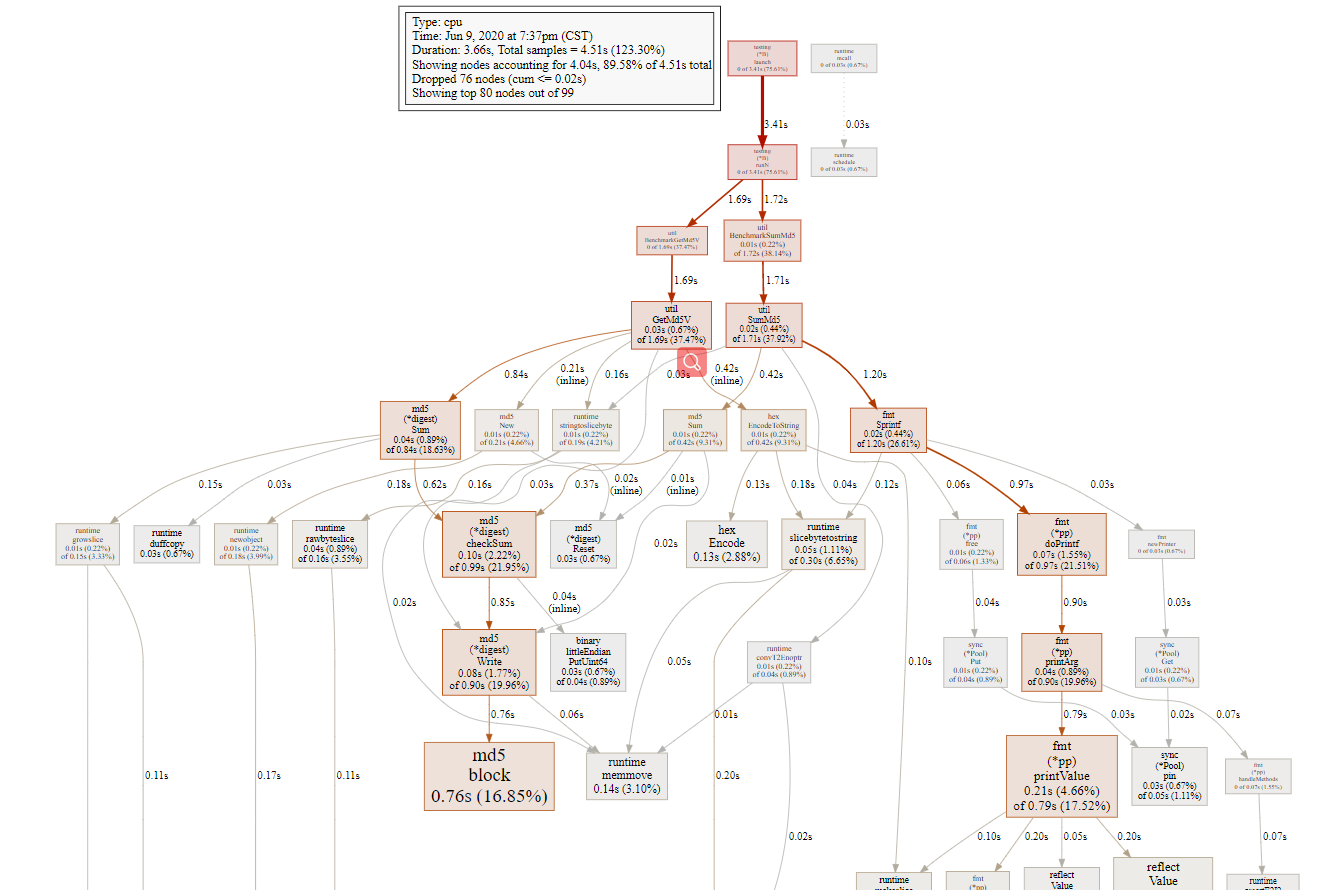 Type: cpu
Time: Jun 9, 2020 at 7:37pm (CST)
Duration: 3.66s, Total samples = 4.51s (123.30%)
Showing nodes accounting for 4.04s, 89.58% of 4.51s total
Dropped 76 nodes (cum <= 0.02s)
Showing top 80 nodes out of 99
testing
(*B)
launch
0 of 3.41s (75.61%)
runtime
mcall
0 of 0.03s (0.67%)
3.41s
0.03s
testing
(*B)
runN
0 of 3.41s (75.61%)
runtime
schedule
0 of 0.03s (0.67%)
1.69s
1.72s
util
BenchmarkGetMd5V
0 of 1.69s (37.47%)
util
BenchmarkSumMd5
0.01s (0.22%)
of 1.72s (38.14%)
1.69s
1.71s
util
GetMd5V
0.03s (0.67%)
of 1.69s (37.47%)
util
SumMd5
0.02s (0.44%)
of 1.71s (37.92%)
0.84s
0.21s
(inline)
0.16s
0.03s
0.42s
(inline)
0.42s
1.20s
md5
(*digest)
Sum
0.04s (0.89%)
of 0.84s (18.63%)
md5
New
0.01s (0.22%)
of 0.21s (4.66%)
runtime
stringtoslicebyte
0.01s (0.22%)
of 0.19s (4.21%)
md5
Sum
0.01s (0.22%)
of 0.42s (9.31%)
hex
EncodeToString
0.01s (0.22%)
of 0.42s (9.31%)
fmt
Sprintf
0.02s (0.44%)
of 1.20s (26.61%)
0.15s
0.03s
0.18s
0.62s
0.16s
0.03s
0.37s
0.02s
(inline)
0.01s
(inline)
0.13s
0.18s
0.04s
0.12s
0.06s
0.97s
0.03s
runtime
growslice
0.01s (0.22%)
of 0.15s (3.33%)
runtime
duffcopy
0.03s (0.67%)
runtime
newobject
0.01s (0.22%)
of 0.18s (3.99%)
runtime
rawbyteslice
0.04s (0.89%)
of 0.16s (3.55%)
md5
(*digest)
checkSum
0.10s (2.22%)
of 0.99s (21.95%)
md5
(*digest)
Reset
0.03s (0.67%)
0.02s
hex
Encode
0.13s (2.88%)
runtime
slicebytetostring
0.05s (1.11%)
of 0.30s (6.65%)
fmt
(*pp)
free
0.01s (0.22%)
of 0.06s (1.33%)
fmt
(*pp)
doPrintf
0.07s (1.55%)
of 0.97s (21.51%)
fmt
newPrinter
0 of 0.03s (0.67%)
0.02s
0.85s
0.04s
(inline)
0.04s
0.90s
0.03s
md5
(*digest)
Write
0.08s (1.77%)
of 0.90s (19.96%)
binary
littleEndian
PutUint64
0.03s (0.67%)
of 0.04s (0.89%)
0.05s
runtime
convT2Enoptr
0.01s (0.22%)
of 0.04s (0.89%)
0.10s
sync
(*Pool)
Put
0.01s (0.22%)
of 0.04s (0.89%)
fmt
(*pp)
printArg
0.04s (0.89%)
of 0.90s (19.96%)
sync
(*Pool)
Get
0.01s (0.22%)
of 0.03s (0.67%)
0.76s
0.06s
0.01s
0.79s
0.03s
0.02s
0.07s
md5
block
0.76s (16.85%)
runtime
memmove
0.14s (3.10%)
fmt
(*pp)
printValue
0.21s (4.66%)
of 0.79s (17.52%)
sync
(*Pool)
pin
0.03s (0.67%)
of 0.05s (1.11%)
fmt
(*pp)
handleMethods
0 of 0.07s (1.55%)
0.11s
0.17s
0.11s
0.20s
0.02s
0.10s
0.20s
0.05s
0.20s
0.07s
runtime
fmt
(*pp)
reflect
Value
reflect
Value
runtime